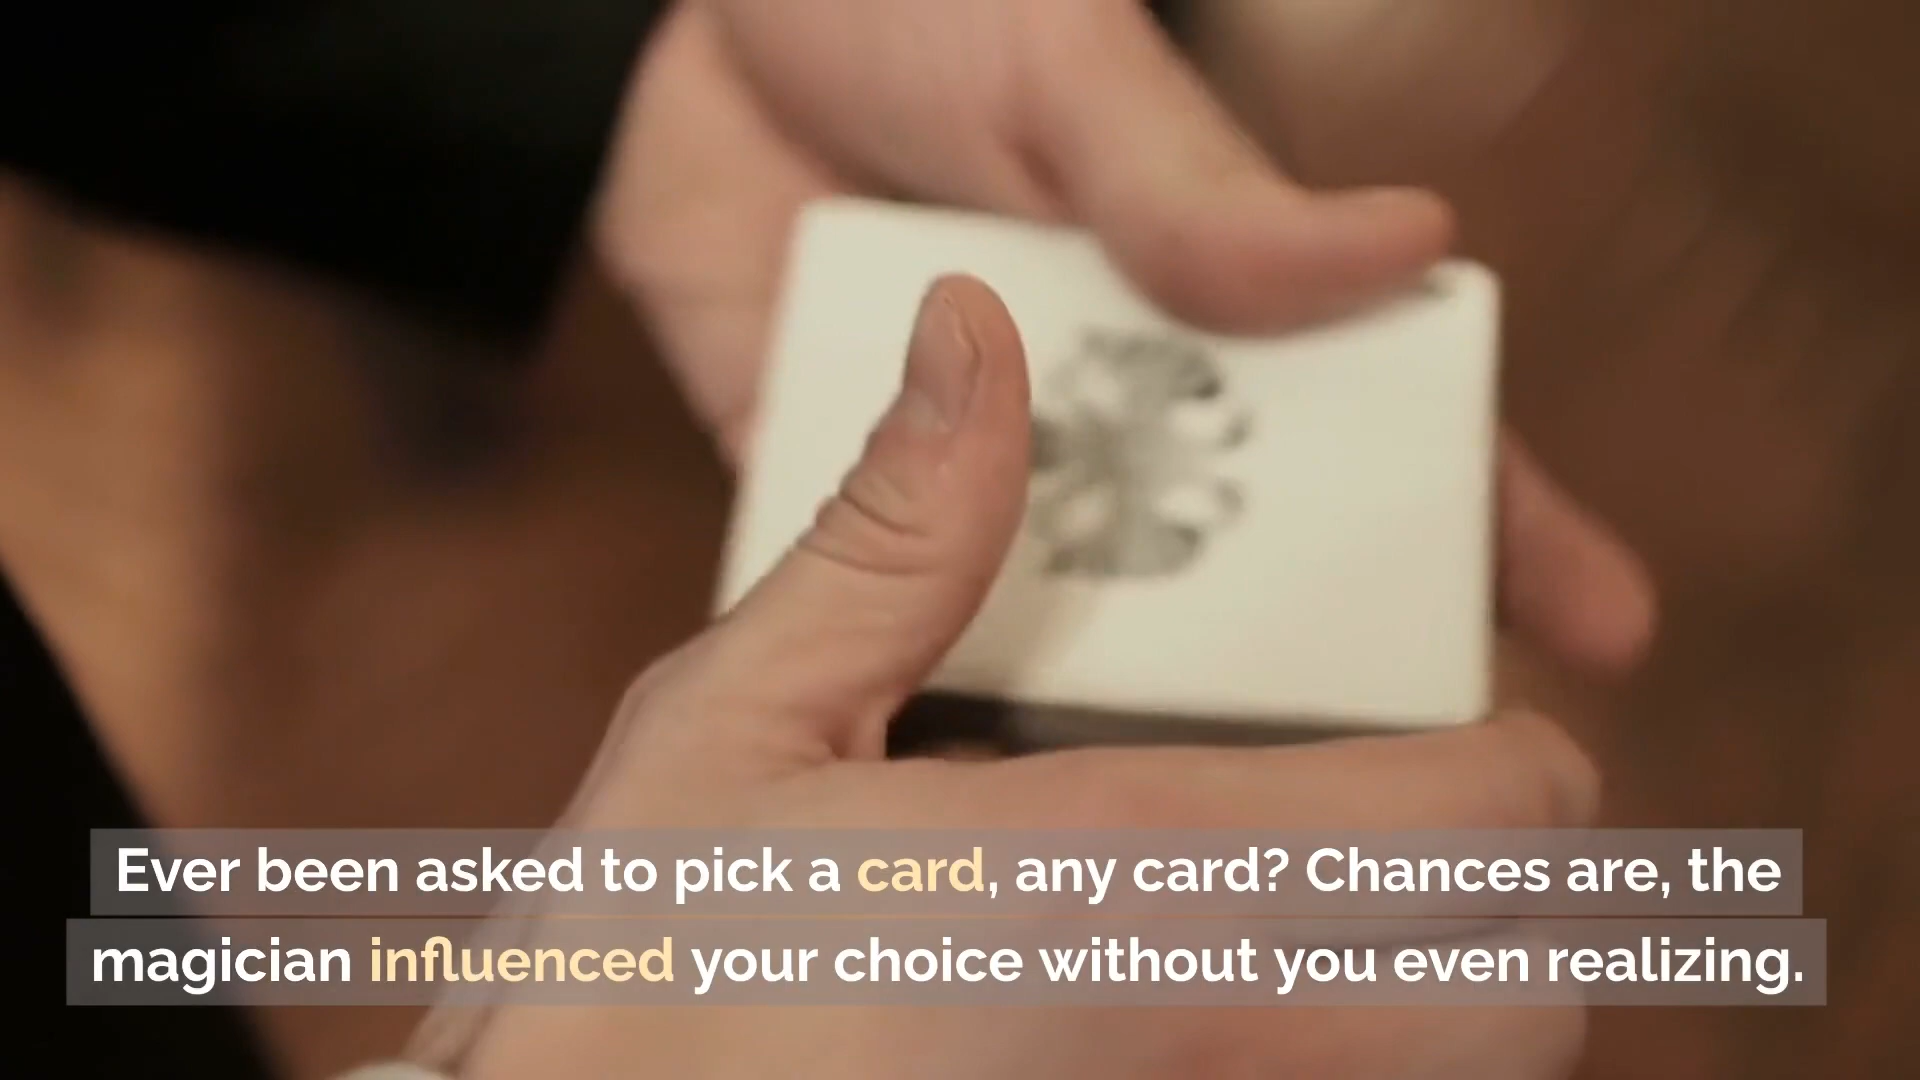 Ever been asked to pick a card, any card? Chances are, the
magician influenced your choice without you even realizing.